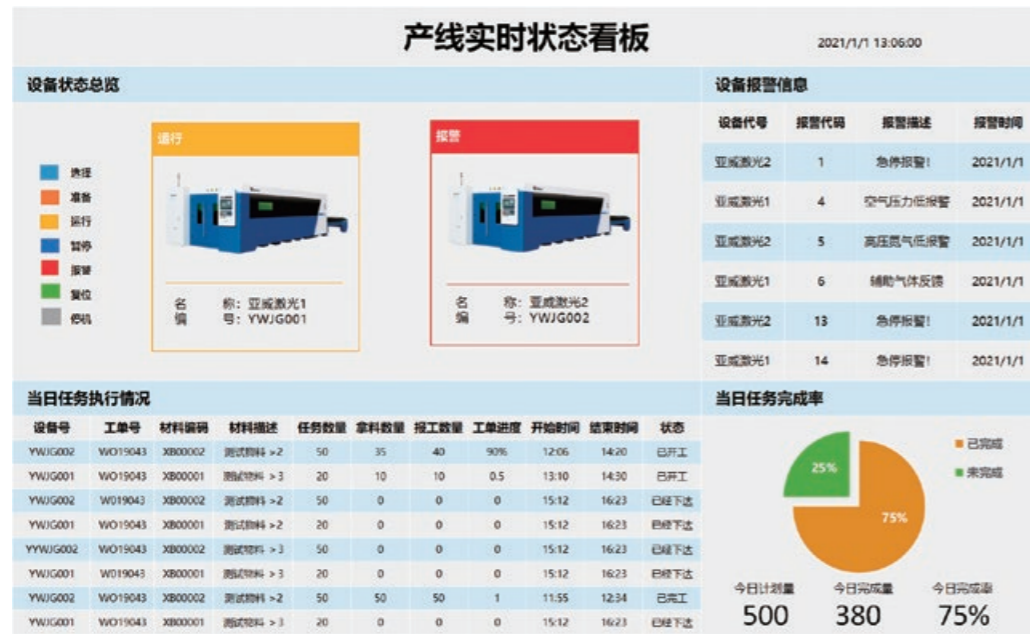 产线实时状态看板
2021/1/1 13:06:00
设备状态总览
选择
准备
运行
暂停
报警
复位
停机
运行
名 称：亚威激光1
编 号：YWJG001
报警
名 称：亚威激光2
编 号：YWJG002
设备报警信息
设备代号 报警代码 报警描述 报警时间
亚威激光2 1 急停报警! 2021/1/1
亚威激光1 4 空气压力低报警 2021/1/1
亚威激光2 5 高压氮气低报警 2021/1/1
亚威激光1 6 辅助气体反馈 2021/1/1
亚威激光2 13 急停报警! 2021/1/1
亚威激光1 14 急停报警! 2021/1/1
当日任务执行情况
设备号 工单号 材料编码 材料描述 任务数量 拿料数量 报工数量 工单进度 开始时间 结束时间 状态
YWJG002 WO19043 XB00002 测试物料 >2 50 35 40 90% 12:06 14:20 已开工
YWJG001 WO19043 XB00001 测试物料 >3 20 10 10 0.5 13:10 14:30 已开工
YWJG002 WO19043 XB00002 测试物料 >2 50 0 0 0 15:12 16:23 已经下达
YWJG001 WO19043 XB00001 测试物料 >2 20 0 0 0 15:12 16:23 已经下达
YYWJG002 WO19043 XB00002 测试物料 >3 50 0 0 0 15:12 16:23 已经下达
YWJG001 WO19043 XB00001 测试物料 >3 20 0 0 0 15:12 16:23 已经下达
YWJG002 WO19043 XB00002 测试物料 >2 50 50 50 1 11:55 12:34 已完工
YWJG001 WO19043 XB00001 测试物料 >3 20 0 0 0 15:12 16:23 已经下达
当日任务完成率
25%
75%
已完成
未完成
今日计划量 今日完成量 今日完成率
500 380 75%